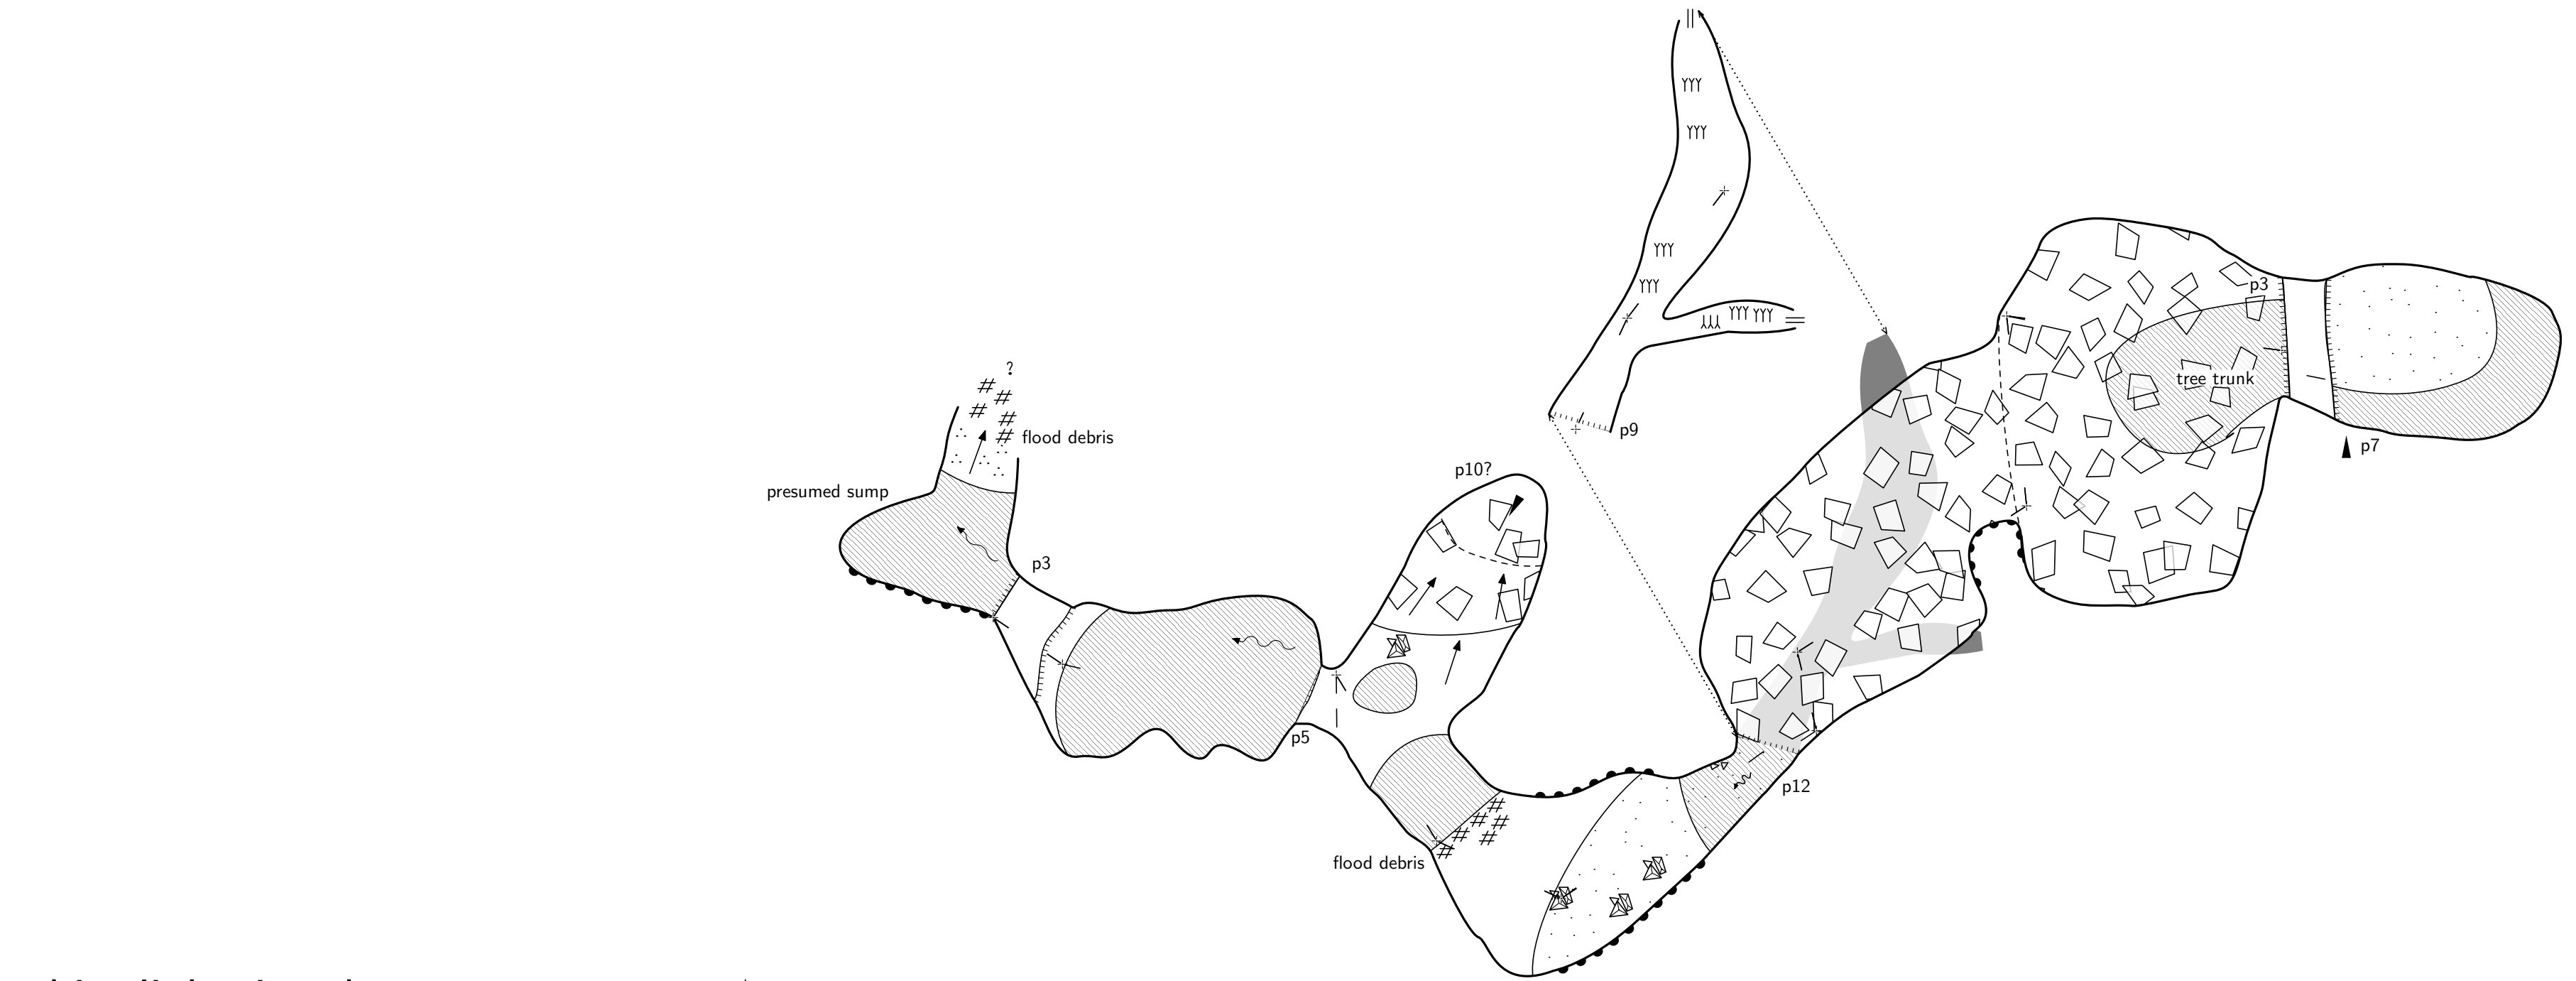 ?
flood debris
presumed sump
p3
p5
p10?
flood debris
p9
p12
p3
tree trunk
p7